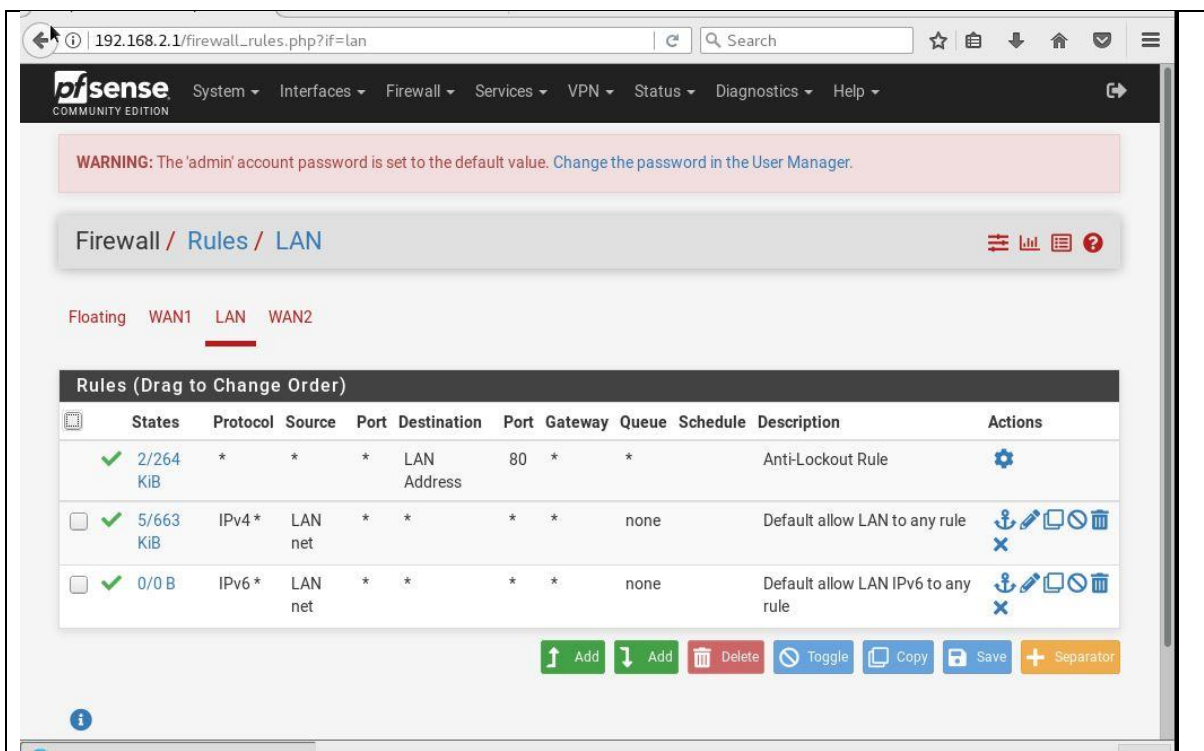 192.168.2.1/firewall_rules.php?if=lan Search
pfsense System Interfaces Firewall Services VPN Status Diagnostics Help
COMMUNITY EDITION
WARNING: The 'admin' account password is set to the default value. Change the password in the User Manager.
Firewall / Rules / LAN
Floating WAN1 LAN WAN2
Rules (Drag to Change Order)
States Protocol Source Port Destination Port Gateway Queue Schedule Description Actions
2/264 * * * LAN 80 * * Anti-Lockout Rule
KiB Address
5/663 IPv4 * LAN * * * * none Default allow LAN to any rule
KiB net
0/0 B IPv6 * LAN * * * * none Default allow LAN IPv6 to any
net rule
Add Add Delete Toggle Copy Save Separator